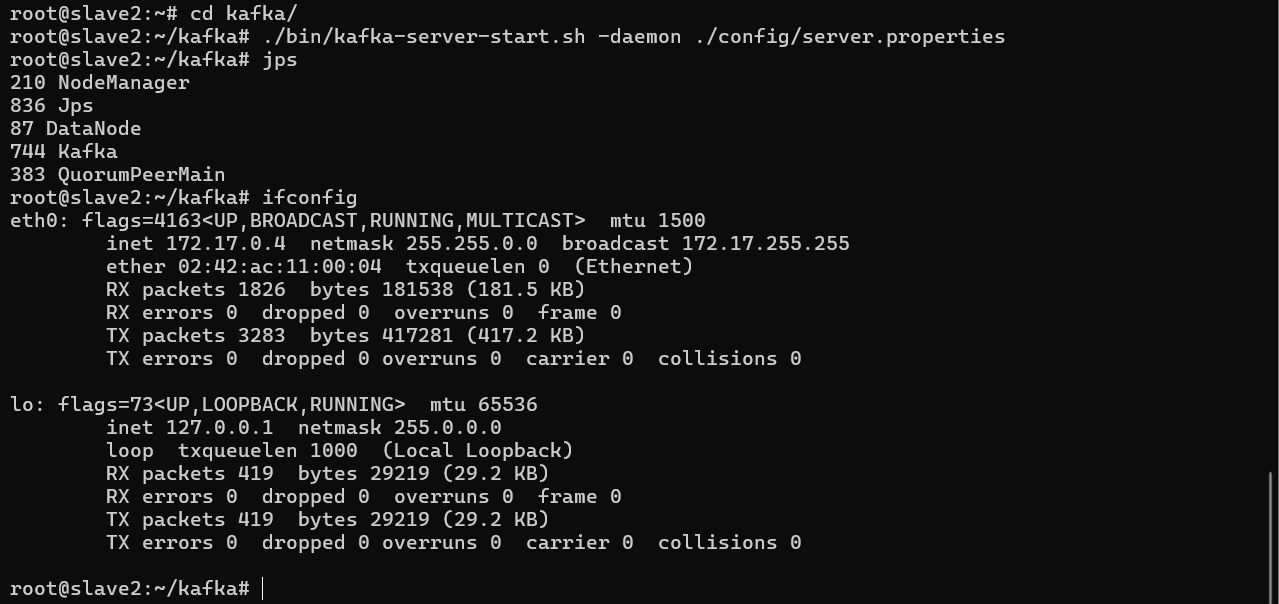 root@slave2:~# cd kafka/
root@slave2:~/kafka# ./bin/kafka-server-start.sh -daemon ./config/server.properties
root@slave2:~/kafka# jps
210 NodeManager
836 Jps
87 DataNode
744 Kafka
383 QuorumPeerMain
root@slave2:~/kafka# ifconfig
eth0: flags=4163<UP,BROADCAST,RUNNING,MULTICAST>  mtu 1500
        inet 172.17.0.4  netmask 255.255.0.0  broadcast 172.17.255.255
        ether 02:42:ac:11:00:04  txqueuelen 0  (Ethernet)
        RX packets 1826  bytes 181538 (181.5 KB)
        RX errors 0  dropped 0  overruns 0  frame 0
        TX packets 3283  bytes 417281 (417.2 KB)
        TX errors 0  dropped 0 overruns 0  carrier 0  collisions 0

lo: flags=73<UP,LOOPBACK,RUNNING>  mtu 65536
        inet 127.0.0.1  netmask 255.0.0.0
        loop  txqueuelen 1000  (Local Loopback)
        RX packets 419  bytes 29219 (29.2 KB)
        RX errors 0  dropped 0  overruns 0  frame 0
        TX packets 419  bytes 29219 (29.2 KB)
        TX errors 0  dropped 0 overruns 0  carrier 0  collisions 0

root@slave2:~/kafka#